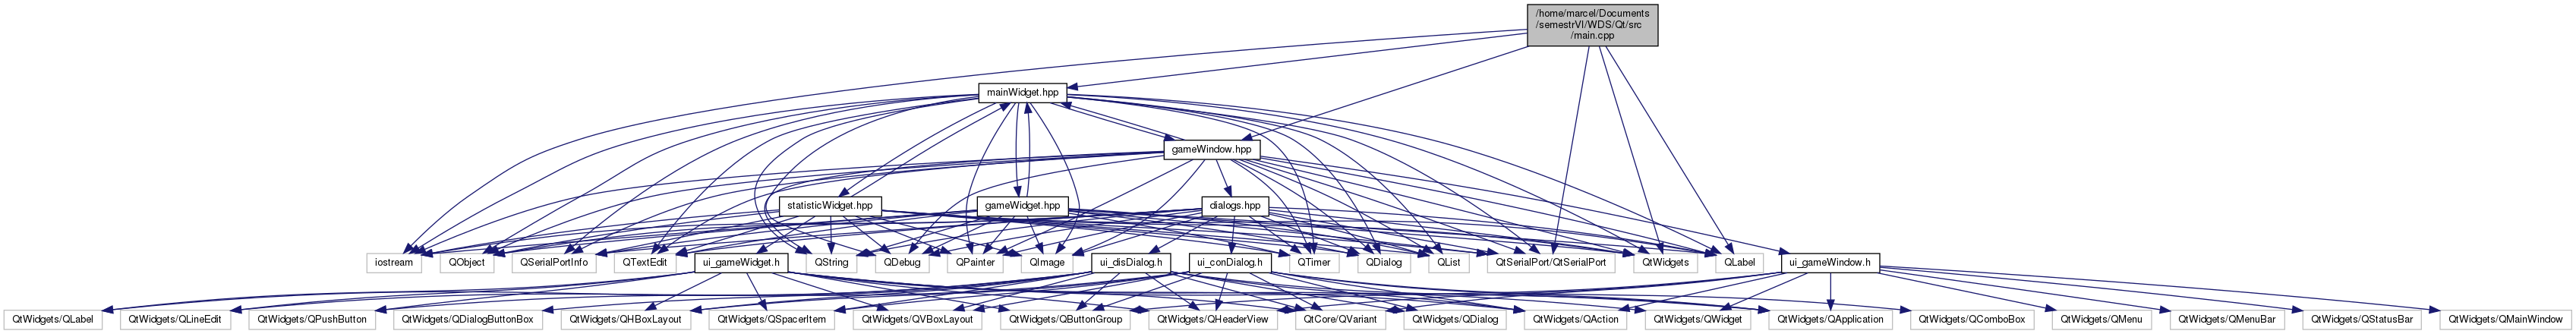 /home/marcel/Documents
/semestrVI/WDS/Qt/src
/main.cpp
mainWidget.hpp
gameWindow.hpp
statisticWidget.hpp
gameWidget.hpp
dialogs.hpp
iostream
QObject
QSerialPortInfo
QTextEdit
ui_gameWidget.h
QString
QDebug
QPainter
QImage
ui_disDialog.h
ui_conDialog.h
QTimer
QDialog
QList
QtSerialPort/QtSerialPort
QtWidgets
QLabel
ui_gameWindow.h
QtWidgets/QLabel
QtWidgets/QLineEdit
QtWidgets/QPushButton
QtWidgets/QDialogButtonBox
QtWidgets/QHBoxLayout
QtWidgets/QSpacerItem
QtWidgets/QVBoxLayout
QtWidgets/QButtonGroup
QtWidgets/QHeaderView
QtCore/QVariant
QtWidgets/QDialog
QtWidgets/QAction
QtWidgets/QWidget
QtWidgets/QApplication
QtWidgets/QComboBox
QtWidgets/QMenu
QtWidgets/QMenuBar
QtWidgets/QStatusBar
QtWidgets/QMainWindow